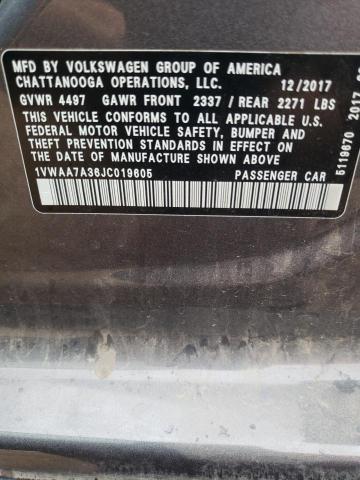 MFD BY VOLKSWAGEN GROUP OF AMERICA
CHATTANOOGA OPERATIONS, LLC. 12/2017
GVWR 4497 GAWR FRONT 2337 / REAR 2271 LBS
THIS VEHICLE CONFORMS TO ALL APPLICABLE U.S.
FEDERAL MOTOR VEHICLE SAFETY, BUMPER AND
THEFT PREVENTION STANDARDS IN EFFECT ON THE
DATE OF MANUFACTURE SHOWN ABOVE.
1VWAA7A36JC019605 PASSENGER CAR
5119670 2017